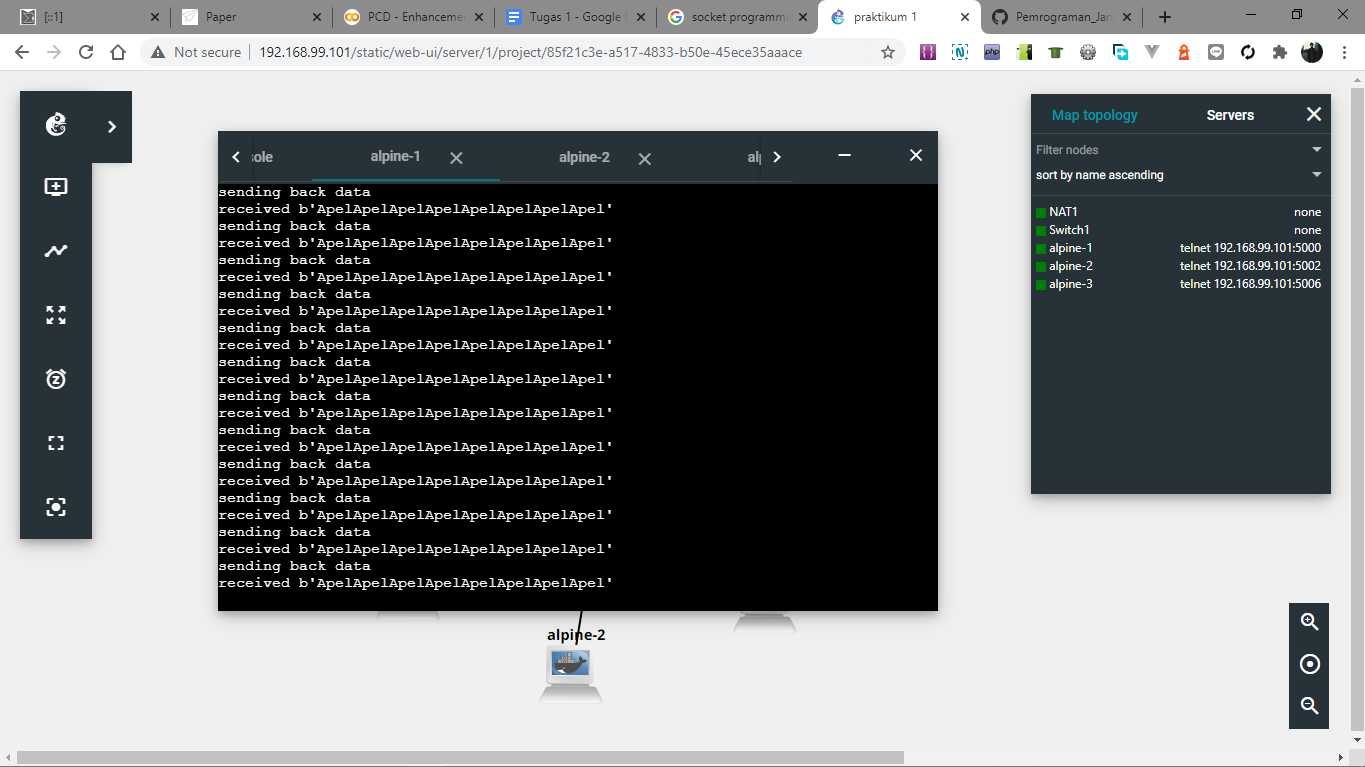 [::1]
Paper
PCD - Enhanceme
Tugas 1 - Google
socket programmi
praktikum 1
Pemrograman_Jar
Not secure
192.168.99.101/static/web-ui/server/1/project/85f21c3e-a517-4833-b50e-45ece35aaace
sole
alpine-1
alpine-2
al
sending back data
received b'ApelApelApelApelApelApelApelApel'
sending back data
received b'ApelApelApelApelApelApelApelApel'
sending back data
received b'ApelApelApelApelApelApelApelApel'
sending back data
received b'ApelApelApelApelApelApelApelApel'
sending back data
received b'ApelApelApelApelApelApelApelApel'
sending back data
received b'ApelApelApelApelApelApelApelApel'
sending back data
received b'ApelApelApelApelApelApelApelApel'
sending back data
received b'ApelApelApelApelApelApelApelApel'
sending back data
received b'ApelApelApelApelApelApelApelApel'
sending back data
received b'ApelApelApelApelApelApelApelApel'
sending back data
received b'ApelApelApelApelApelApelApelApel'
sending back data
received b'ApelApelApelApelApelApelApelApel'
alpine-2
Map topology
Servers
Filter nodes
sort by name ascending
NAT1 none
Switch1 none
alpine-1 telnet 192.168.99.101:5000
alpine-2 telnet 192.168.99.101:5002
alpine-3 telnet 192.168.99.101:5006